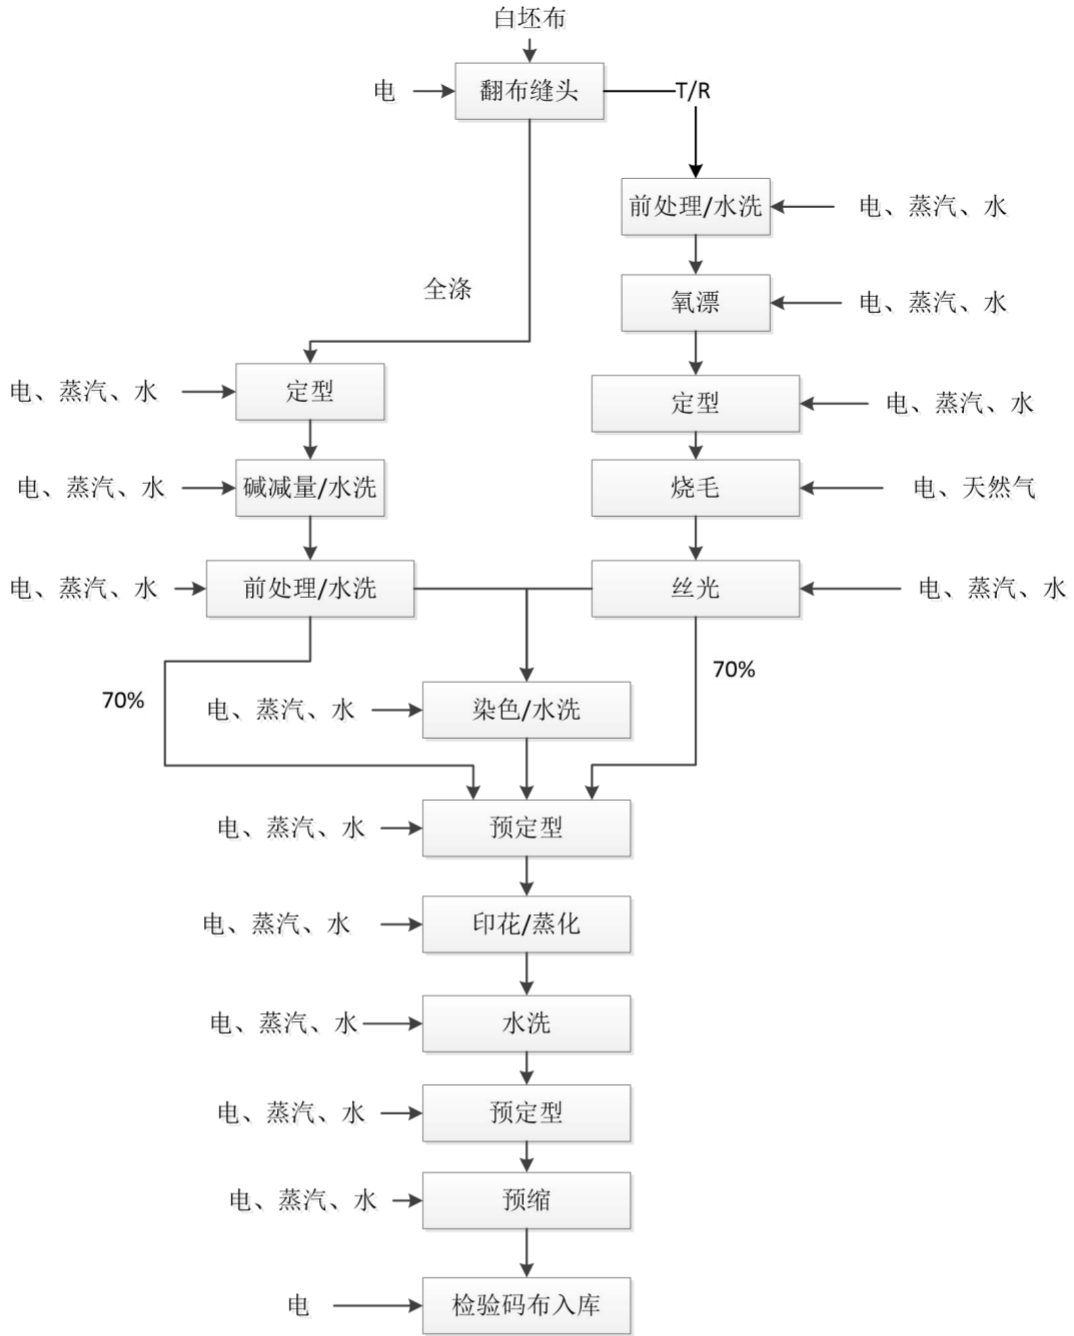 白坯布
电
翻布缝头
T/R
前处理/水洗
电、蒸汽、水
全涤
氧漂
电、蒸汽、水
电、蒸汽、水
定型
定型
电、蒸汽、水
电、蒸汽、水
碱减量/水洗
烧毛
电、天然气
电、蒸汽、水
前处理/水洗
丝光
电、蒸汽、水
70%
70%
电、蒸汽、水
染色/水洗
电、蒸汽、水
预定型
电、蒸汽、水
印花/蒸化
电、蒸汽、水
水洗
电、蒸汽、水
预定型
电、蒸汽、水
预缩
电
检验码布入库